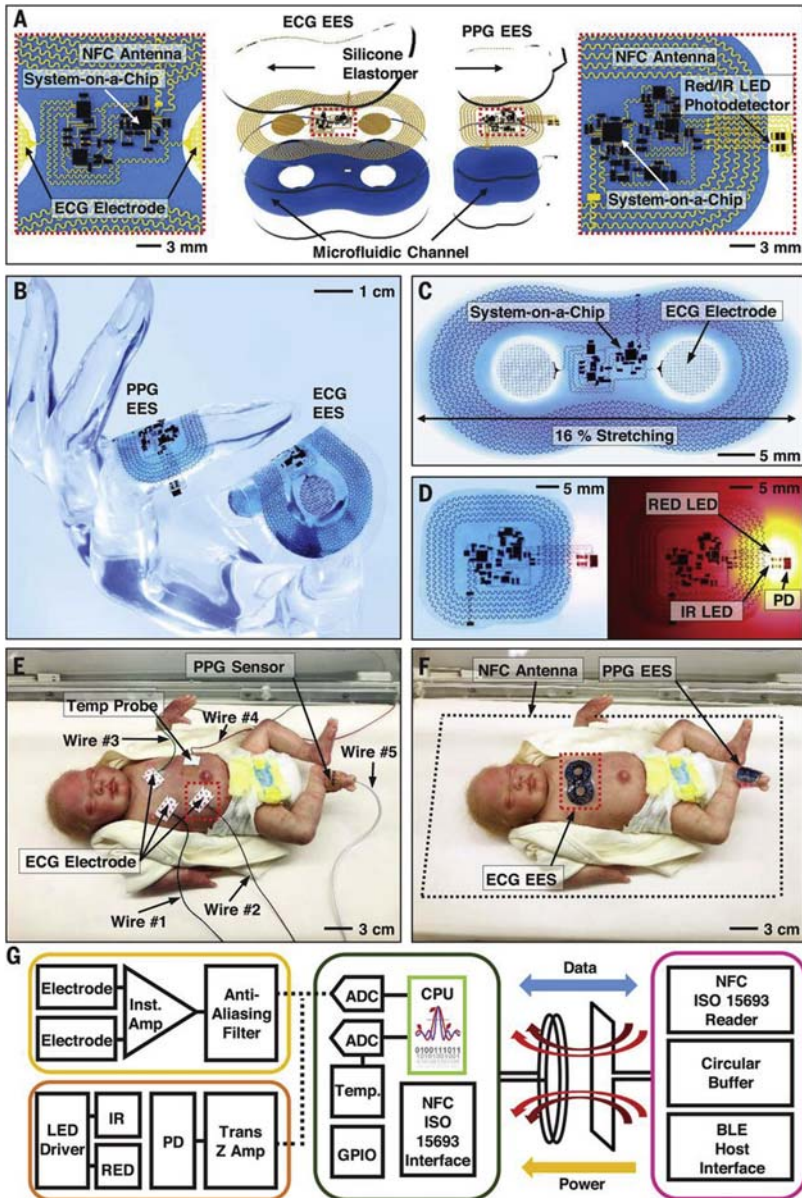 A
ECG EES
PPG EES
NFC Antenna
System-on-a-Chip
ECG Electrode
3 mm
Silicone
Elastomer
Microfluidic Channel
NFC Antenna
Red/IR LED
Photodetector
System-on-a-Chip
3 mm
B
1 cm
PPG
EES
ECG
EES
C
System-on-a-Chip
ECG Electrode
16 % Stretching
5 mm
D
5 mm
5 mm
RED LED
IR LED
PD
E
PPG Sensor
Temp Probe
Wire #4
Wire #3
Wire #5
ECG Electrode
Wire #2
Wire #1
3 cm
F
NFC Antenna
PPG EES
ECG EES
3 cm
G
Electrode
Electrode
Inst.
Amp
Anti-
Aliasing
Filter
LED
Driver
IR
RED
PD
Trans
Z Amp
ADC
ADC
CPU
0100111011
Temp.
GPIO
NFC
ISO
15693
Interface
Data
Power
NFC
ISO 15693
Reader
Circular
Buffer
BLE
Host
Interface